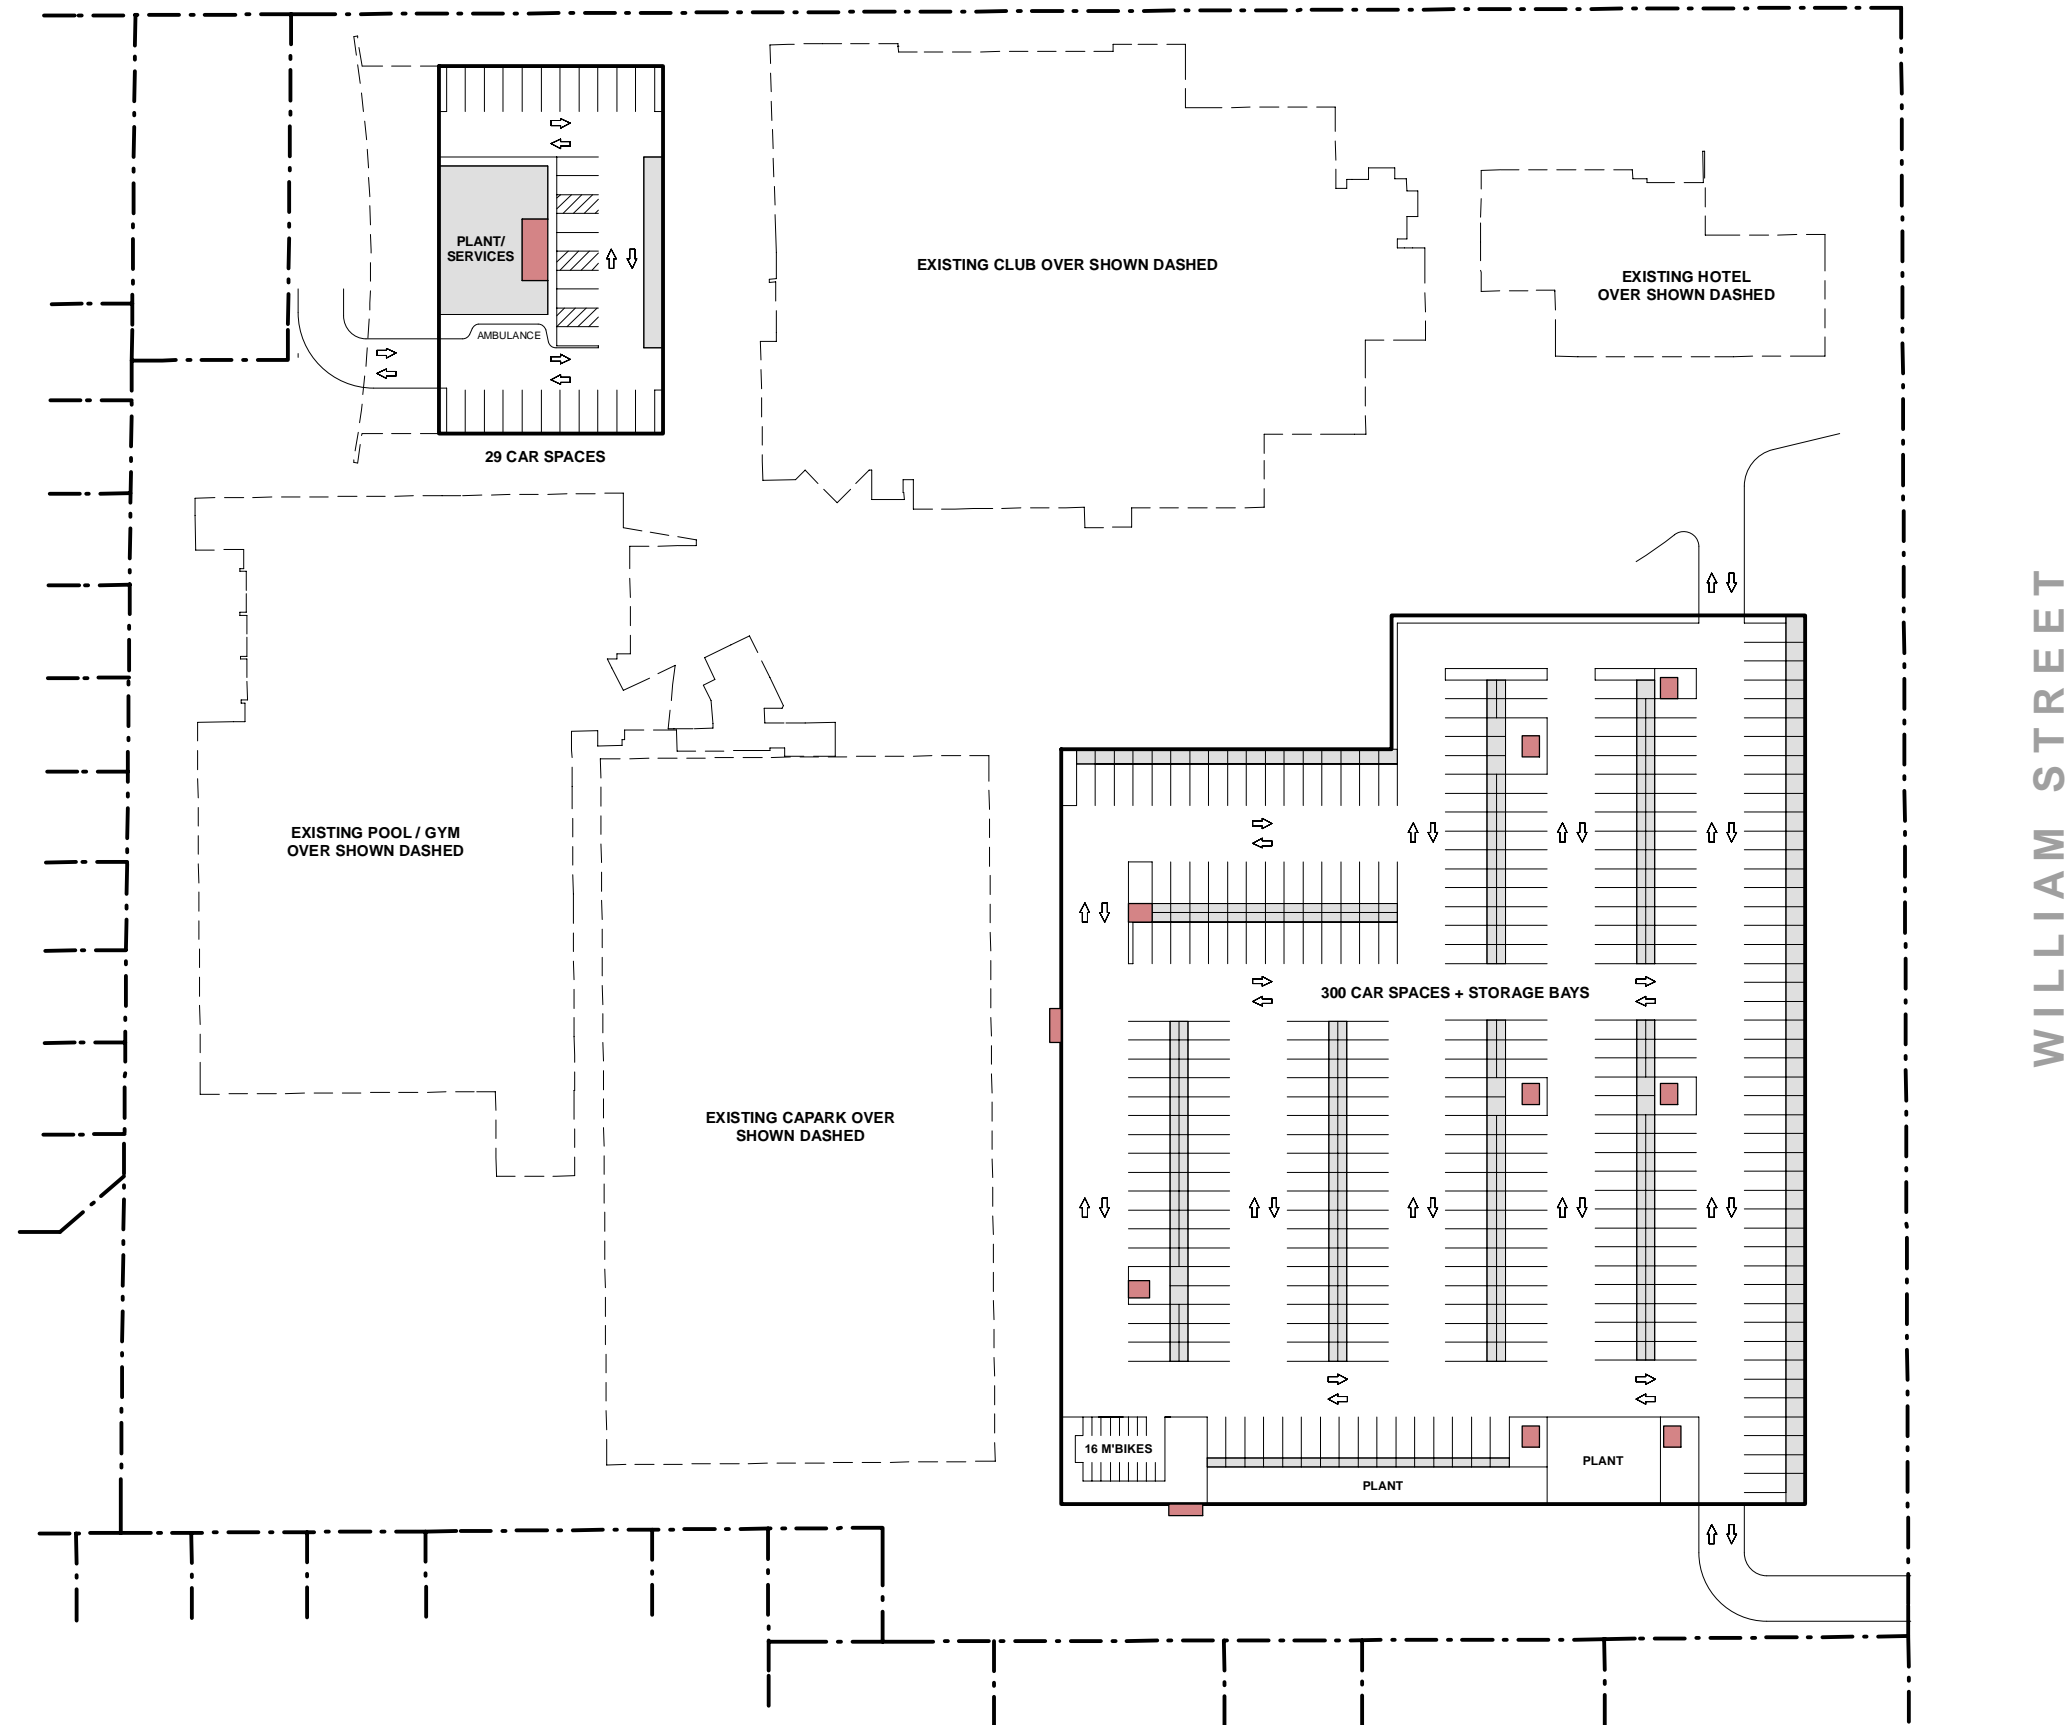 PLANT/
SERVICES
AMBULANCE
29 CAR SPACES
EXISTING CLUB OVER SHOWN DASHED
EXISTING HOTEL
OVER SHOWN DASHED
EXISTING POOL / GYM
OVER SHOWN DASHED
EXISTING CAPARK OVER
SHOWN DASHED
300 CAR SPACES + STORAGE BAYS
16 M'BIKES
PLANT
PLANT
WILLIAM STREET